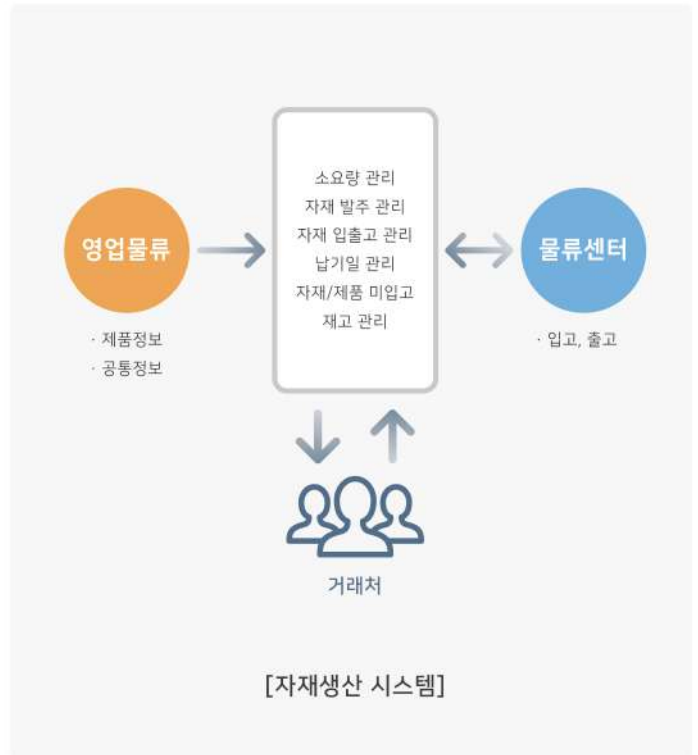 소요량 관리
자재 발주 관리
자재 입출고 관리
납기일 관리
자재/제품 미입고
재고 관리
영업물류
· 제품정보
· 공통정보
물류센터
· 입고, 출고
거래처
[자재생산 시스템]